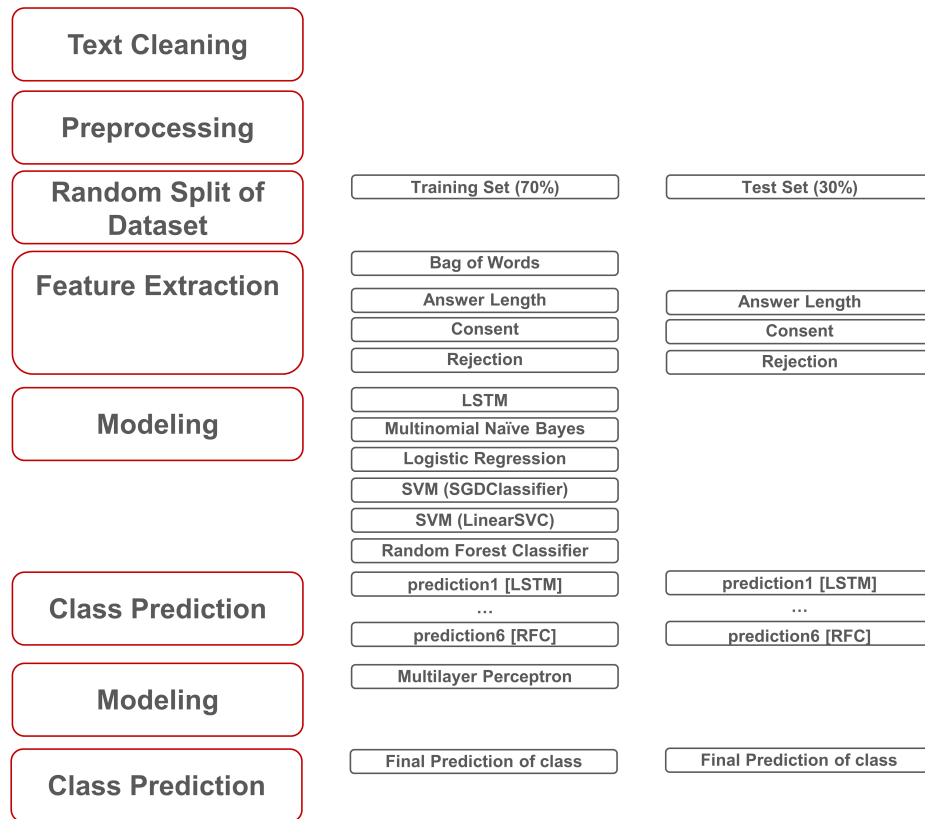 Text Cleaning
Preprocessing
Random Split of
Dataset
Training Set (70%)
Test Set (30%)
Feature Extraction
Bag of Words
Answer Length
Answer Length
Consent
Consent
Rejection
Rejection
Modeling
LSTM
Multinomial Naïve Bayes
Logistic Regression
SVM (SGDClassifier)
SVM (LinearSVC)
Random Forest Classifier
Class Prediction
prediction1 [LSTM]
...
prediction6 [RFC]
prediction1 [LSTM]
...
prediction6 [RFC]
Modeling
Multilayer Perceptron
Class Prediction
Final Prediction of class
Final Prediction of class